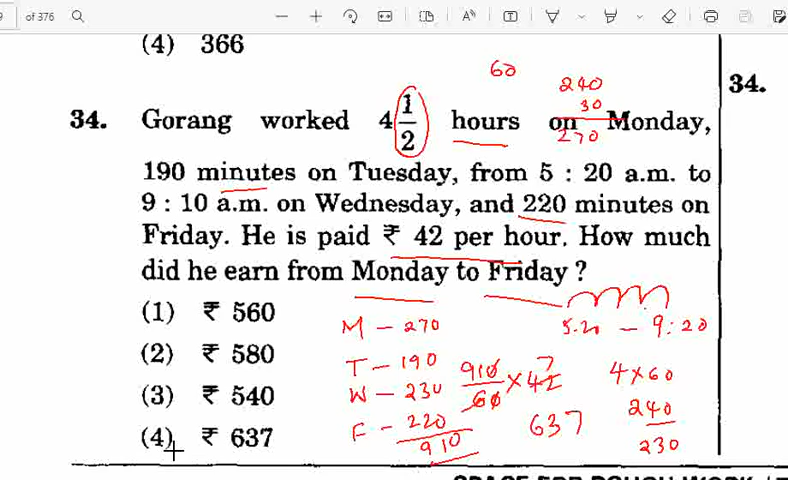 of 376
(4) 366
60
240
30
270
34.
34. Gorang worked 4 1/2 hours on Monday,
190 minutes on Tuesday, from 5 : 20 a.m. to
9 : 10 a.m. on Wednesday, and 220 minutes on
Friday. He is paid ₹ 42 per hour. How much
did he earn from Monday to Friday ?
(1) ₹ 560
(2) ₹ 580
(3) ₹ 540
(4) ₹ 637
M - 270
T - 190
W - 230
F - 220
910
910/60 × 42
7
637
5.20 - 9:20
4 × 60
240
230